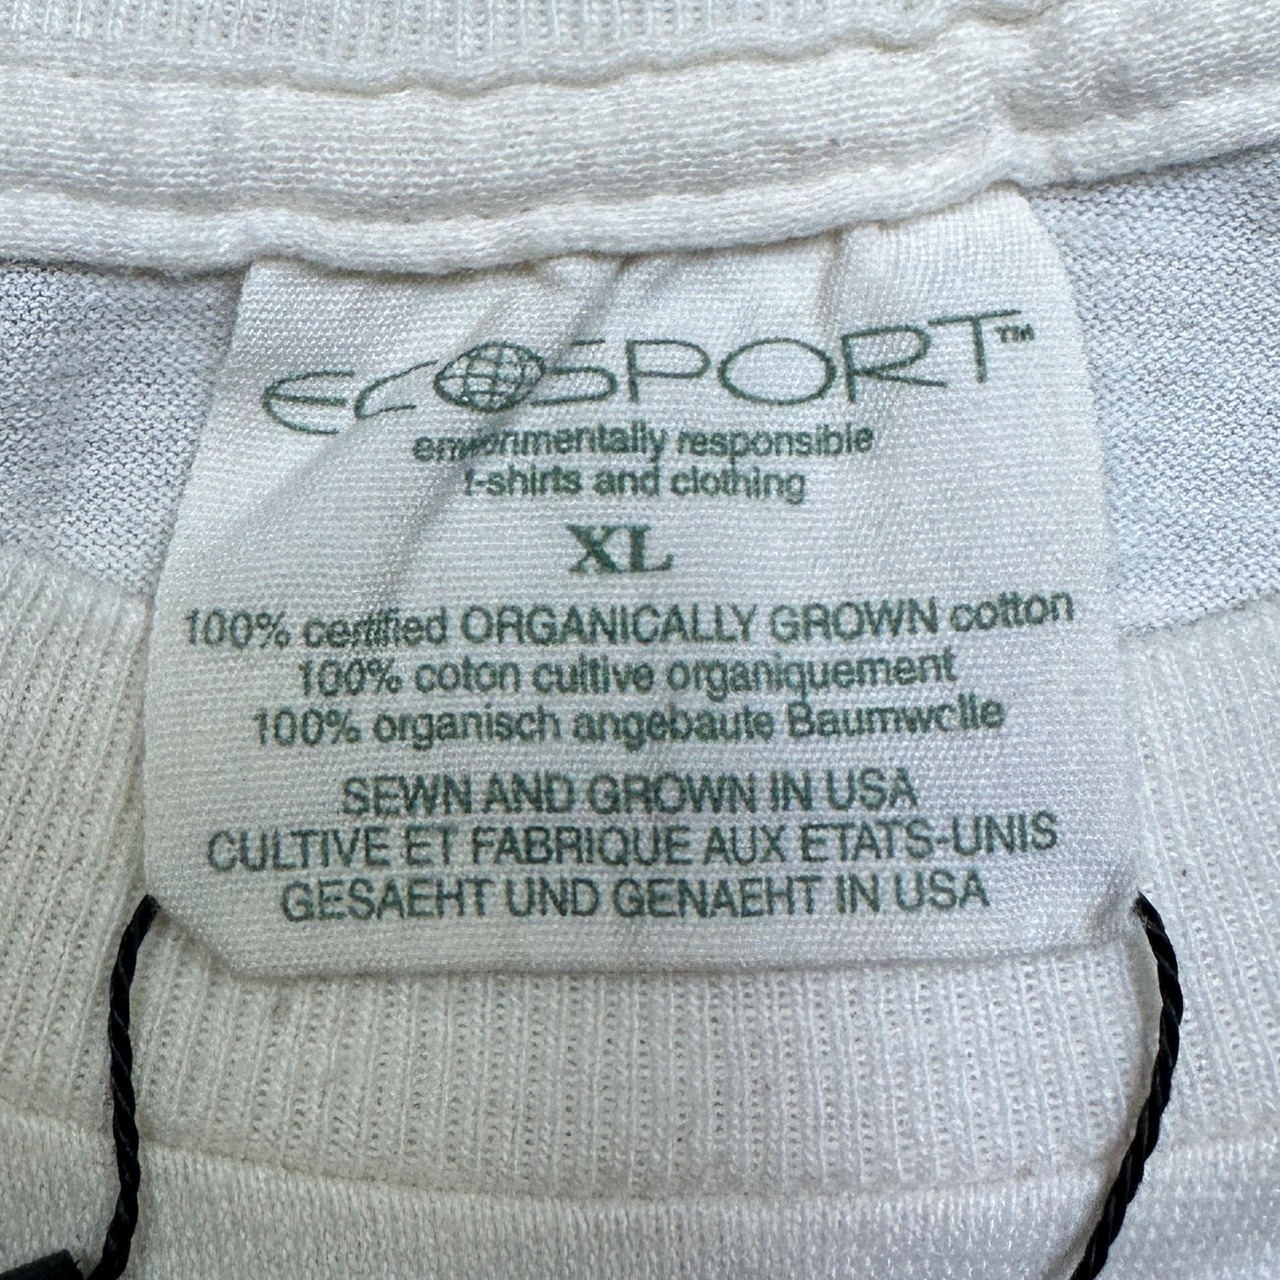 ECOSPORT™
environmentally responsible
t-shirts and clothing
XL
100% certified ORGANICALLY GROWN cotton
100% coton cultive organiquement
100% organisch angebaute Baumwolle
SEWN AND GROWN IN USA
CULTIVE ET FABRIQUE AUX ETATS-UNIS
GESAEHT UND GENAEHT IN USA